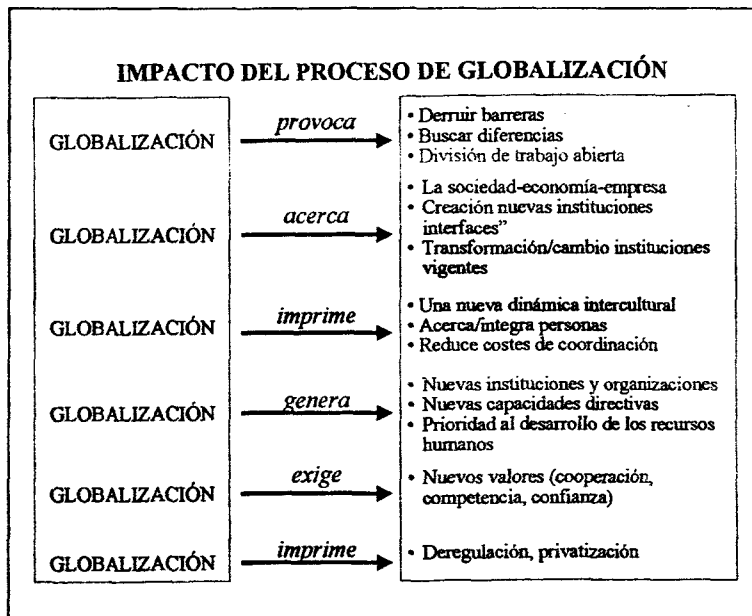 IMPACTO DEL PROCESO DE GLOBALIZACIÓN
GLOBALIZACIÓN
provoca
• Derruir barreras
• Buscar diferencias
• División de trabajo abierta
GLOBALIZACIÓN
acerca
• La sociedad-economía-empresa
• Creación nuevas instituciones
interfaces”
• Transformación/cambio instituciones
vigentes
GLOBALIZACIÓN
imprime
• Una nueva dinámica intercultural
• Acerca/integra personas
• Reduce costes de coordinación
GLOBALIZACIÓN
genera
• Nuevas instituciones y organizaciones
• Nuevas capacidades directivas
• Prioridad al desarrollo de los recursos
humanos
GLOBALIZACIÓN
exige
• Nuevos valores (cooperación,
competencia, confianza)
GLOBALIZACIÓN
imprime
• Deregulación, privatización